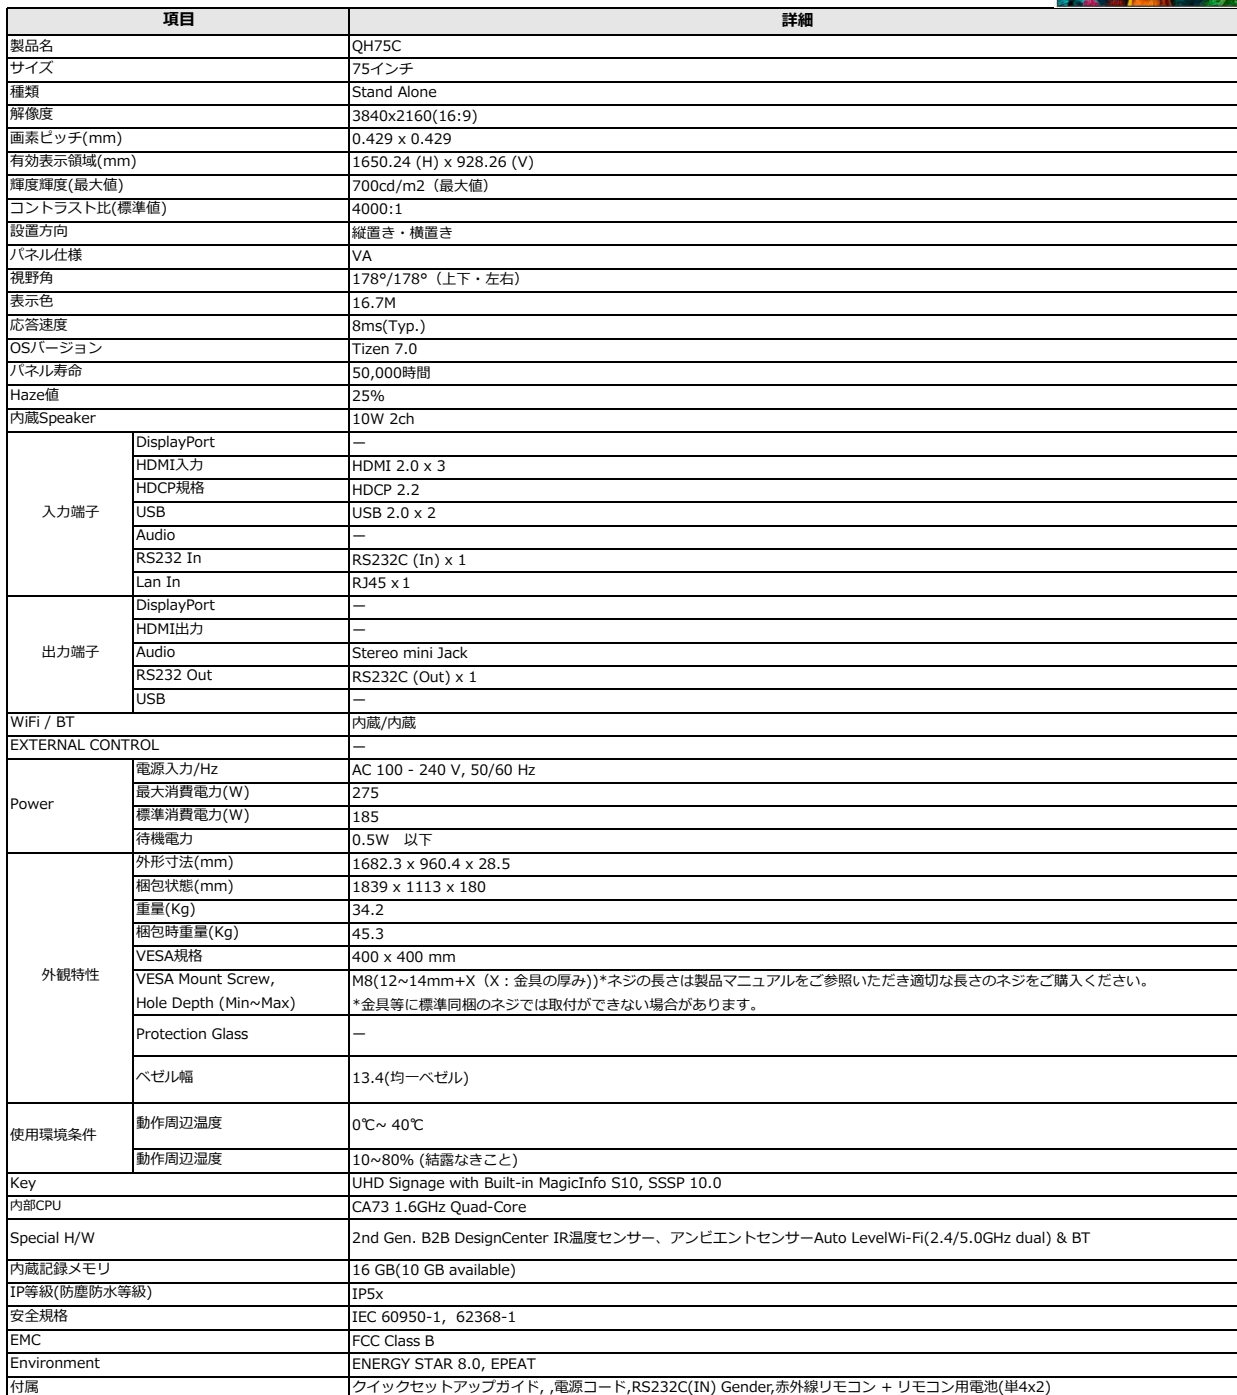 項目 詳細
製品名 QH75C
サイズ 75インチ
種類 Stand Alone
解像度 3840x2160(16:9)
画素ピッチ(mm) 0.429 x 0.429
有効表示領域(mm) 1650.24 (H) x 928.26 (V)
輝度輝度(最大値) 700cd/m2（最大値）
コントラスト比(標準値) 4000:1
設置方向 縦置き・横置き
パネル仕様 VA
視野角 178°/178°（上下・左右）
表示色 16.7M
応答速度 8ms(Typ.)
OSバージョン Tizen 7.0
パネル寿命 50,000時間
Haze値 25%
内蔵Speaker 10W 2ch
入力端子
DisplayPort ー
HDMI入力 HDMI 2.0 x 3
HDCP規格 HDCP 2.2
USB USB 2.0 x 2
Audio ー
RS232 In RS232C (In) x 1
Lan In RJ45 x 1
出力端子
DisplayPort ー
HDMI出力 ー
Audio Stereo mini Jack
RS232 Out RS232C (Out) x 1
USB ー
WiFi / BT 内蔵/内蔵
EXTERNAL CONTROL ー
Power
電源入力/Hz AC 100 - 240 V, 50/60 Hz
最大消費電力(W) 275
標準消費電力(W) 185
待機電力 0.5W　以下
外観特性
外形寸法(mm) 1682.3 x 960.4 x 28.5
梱包状態(mm) 1839 x 1113 x 180
重量(Kg) 34.2
梱包時重量(Kg) 45.3
VESA規格 400 x 400 mm
VESA Mount Screw, M8(12~14mm+X（X：金具の厚み))*ネジの長さは製品マニュアルをご参照いただき適切な長さのネジをご購入ください。
Hole Depth (Min~Max) *金具等に標準同梱のネジでは取付ができない場合があります。
Protection Glass ー
ベゼル幅 13.4(均一ベゼル)
使用環境条件
動作周辺温度 0℃~ 40℃
動作周辺湿度 10~80% (結露なきこと)
Key UHD Signage with Built-in MagicInfo S10, SSSP 10.0
内部CPU CA73 1.6GHz Quad-Core
Special H/W 2nd Gen. B2B DesignCenter IR温度センサー、アンビエントセンサーAuto LevelWi-Fi(2.4/5.0GHz dual) & BT
内蔵記録メモリ 16 GB(10 GB available)
IP等級(防塵防水等級) IP5x
安全規格 IEC 60950-1, 62368-1
EMC FCC Class B
Environment ENERGY STAR 8.0, EPEAT
付属 クイックセットアップガイド, ,電源コード,RS232C(IN) Gender,赤外線リモコン + リモコン用電池(単4x2)